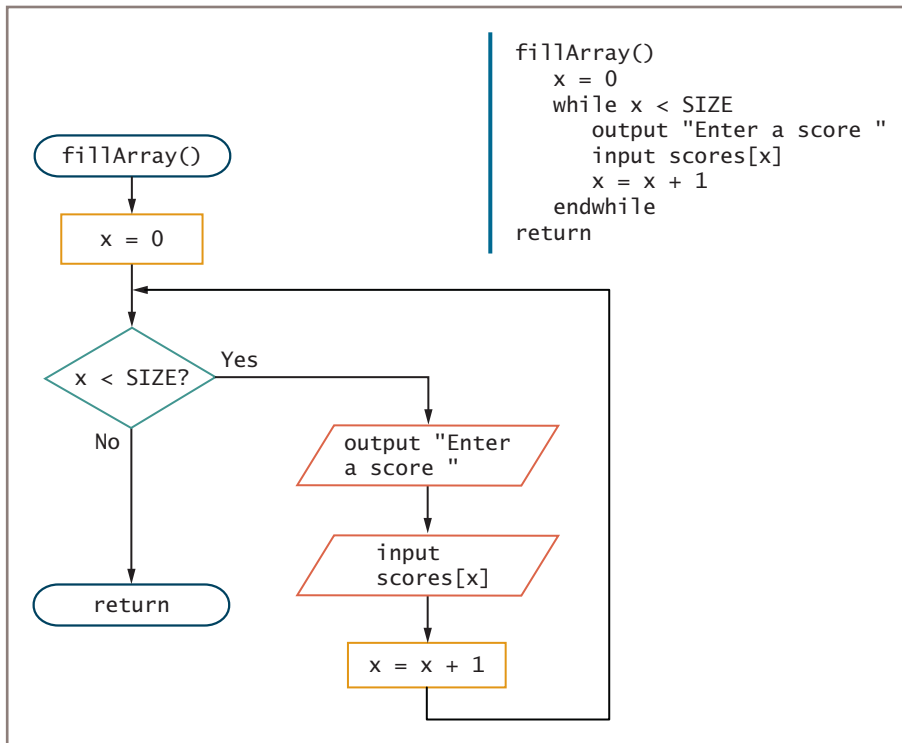 fillArray()
   x = 0
   while x < SIZE
      output "Enter a score "
      input scores[x]
      x = x + 1
   endwhile
return
fillArray()
x = 0
x < SIZE?
Yes
No
output "Enter
a score "
input
scores[x]
x = x + 1
return